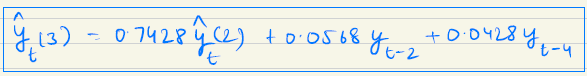 ŷ_t(3) = 0.7428 ŷ_t(2) + 0.0568 y_{t-2} + 0.0428 y_{t-4}